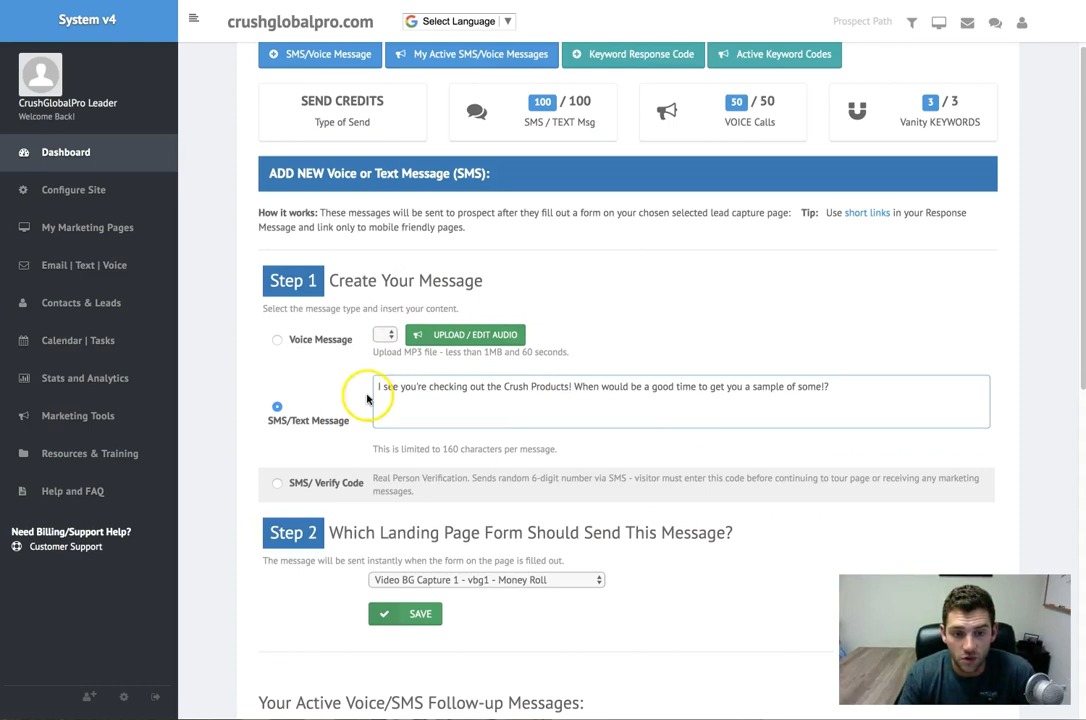 System v4
crushglobalpro.com
Select Language ▼
Prospect Path
CrushGlobalPro Leader
Welcome Back!
Dashboard
Configure Site
My Marketing Pages
Email | Text | Voice
Contacts & Leads
Calendar | Tasks
Stats and Analytics
Marketing Tools
Resources & Training
Help and FAQ
Need Billing/Support Help?
Customer Support
SMS/Voice Message
My Active SMS/Voice Messages
Keyword Response Code
Active Keyword Codes
SEND CREDITS
Type of Send
100 / 100
SMS / TEXT Msg
50 / 50
VOICE Calls
3 / 3
Vanity KEYWORDS
ADD NEW Voice or Text Message (SMS):
How it works: These messages will be sent to prospect after they fill out a form on your chosen selected lead capture page: Tip: Use short links in your Response
Message and link only to mobile friendly pages.
Step 1 Create Your Message
Select the message type and insert your content.
Voice Message
UPLOAD / EDIT AUDIO
Upload MP3 file - less than 1MB and 60 seconds.
I see you're checking out the Crush Products! When would be a good time to get you a sample of some!?
SMS/Text Message
This is limited to 160 characters per message.
SMS/ Verify Code
Real Person Verification. Sends random 6-digit number via SMS - visitor must enter this code before continuing to tour page or receiving any marketing
messages.
Step 2 Which Landing Page Form Should Send This Message?
The message will be sent instantly when the form on the page is filled out.
Video BG Capture 1 - vbg1 - Money Roll
SAVE
Your Active Voice/SMS Follow-up Messages: